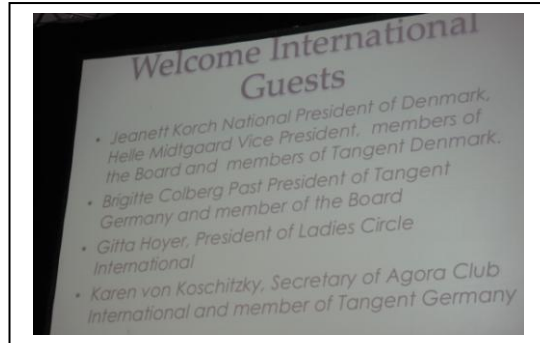 Welcome International
Guests
• Jeanett Korch National President of Denmark,
Helle Midtgaard Vice President, members of
the Board and members of Tangent Denmark.
• Brigitte Colberg Past President of Tangent
Germany and member of the Board
• Gitta Hoyer, President of Ladies Circle
International
• Karen von Koschitzky, Secretary of Agora Club
International and member of Tangent Germany